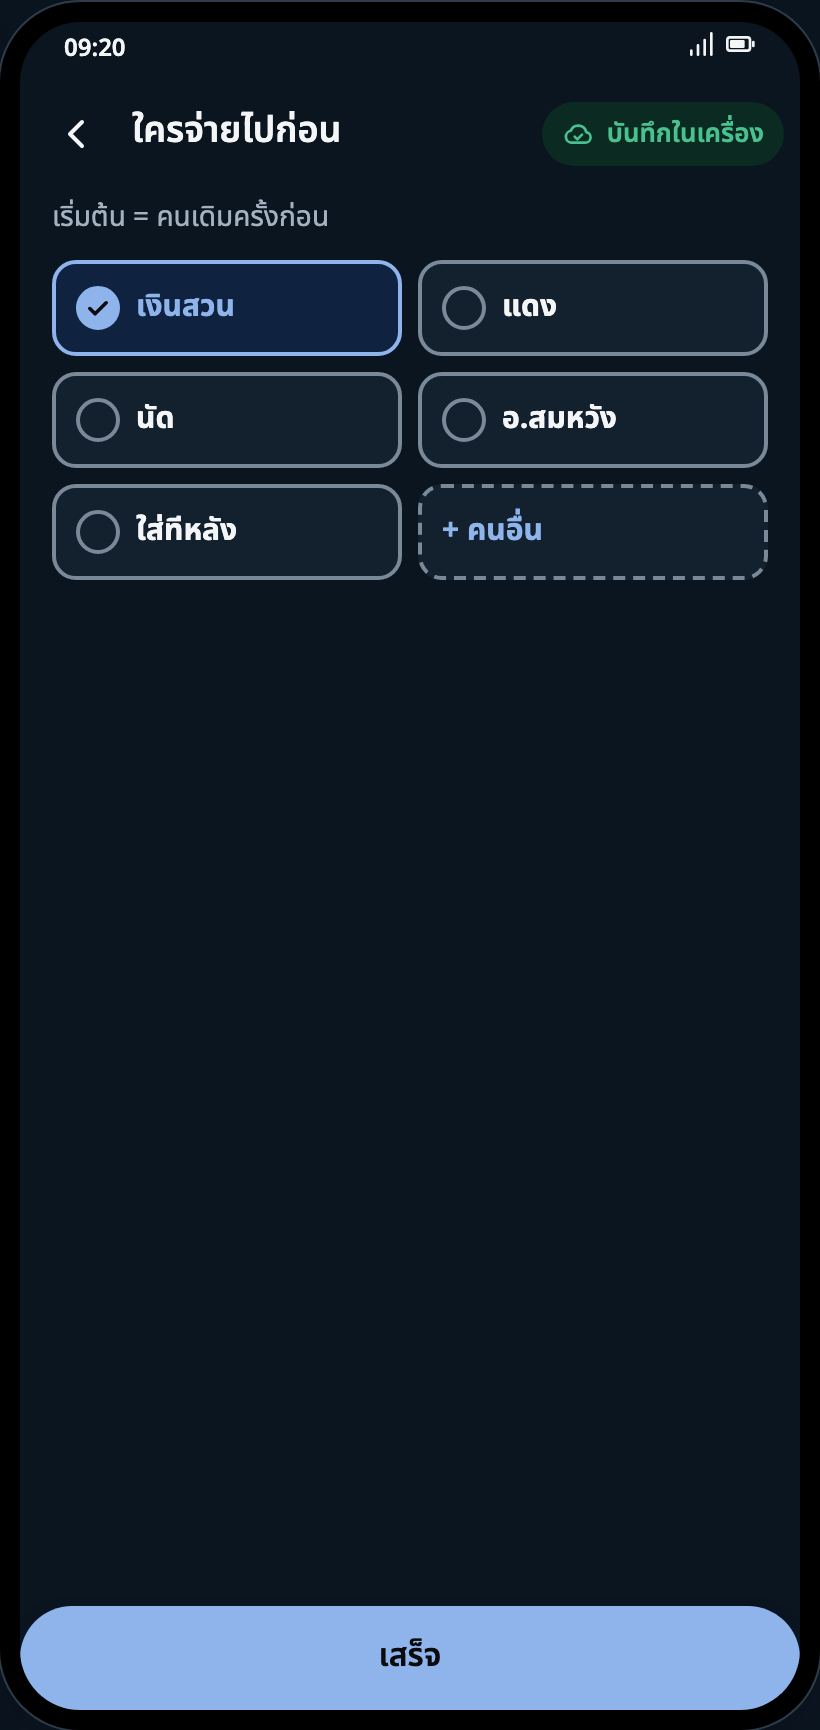 09:20
ใครจ่ายไปก่อน
บันทึกในเครื่อง
เริ่มต้น = คนเดิมครั้งก่อน
เงินสวน
แดง
นัด
อ.สมหวัง
ใส่ทีหลัง
+ คนอื่น
เสร็จ